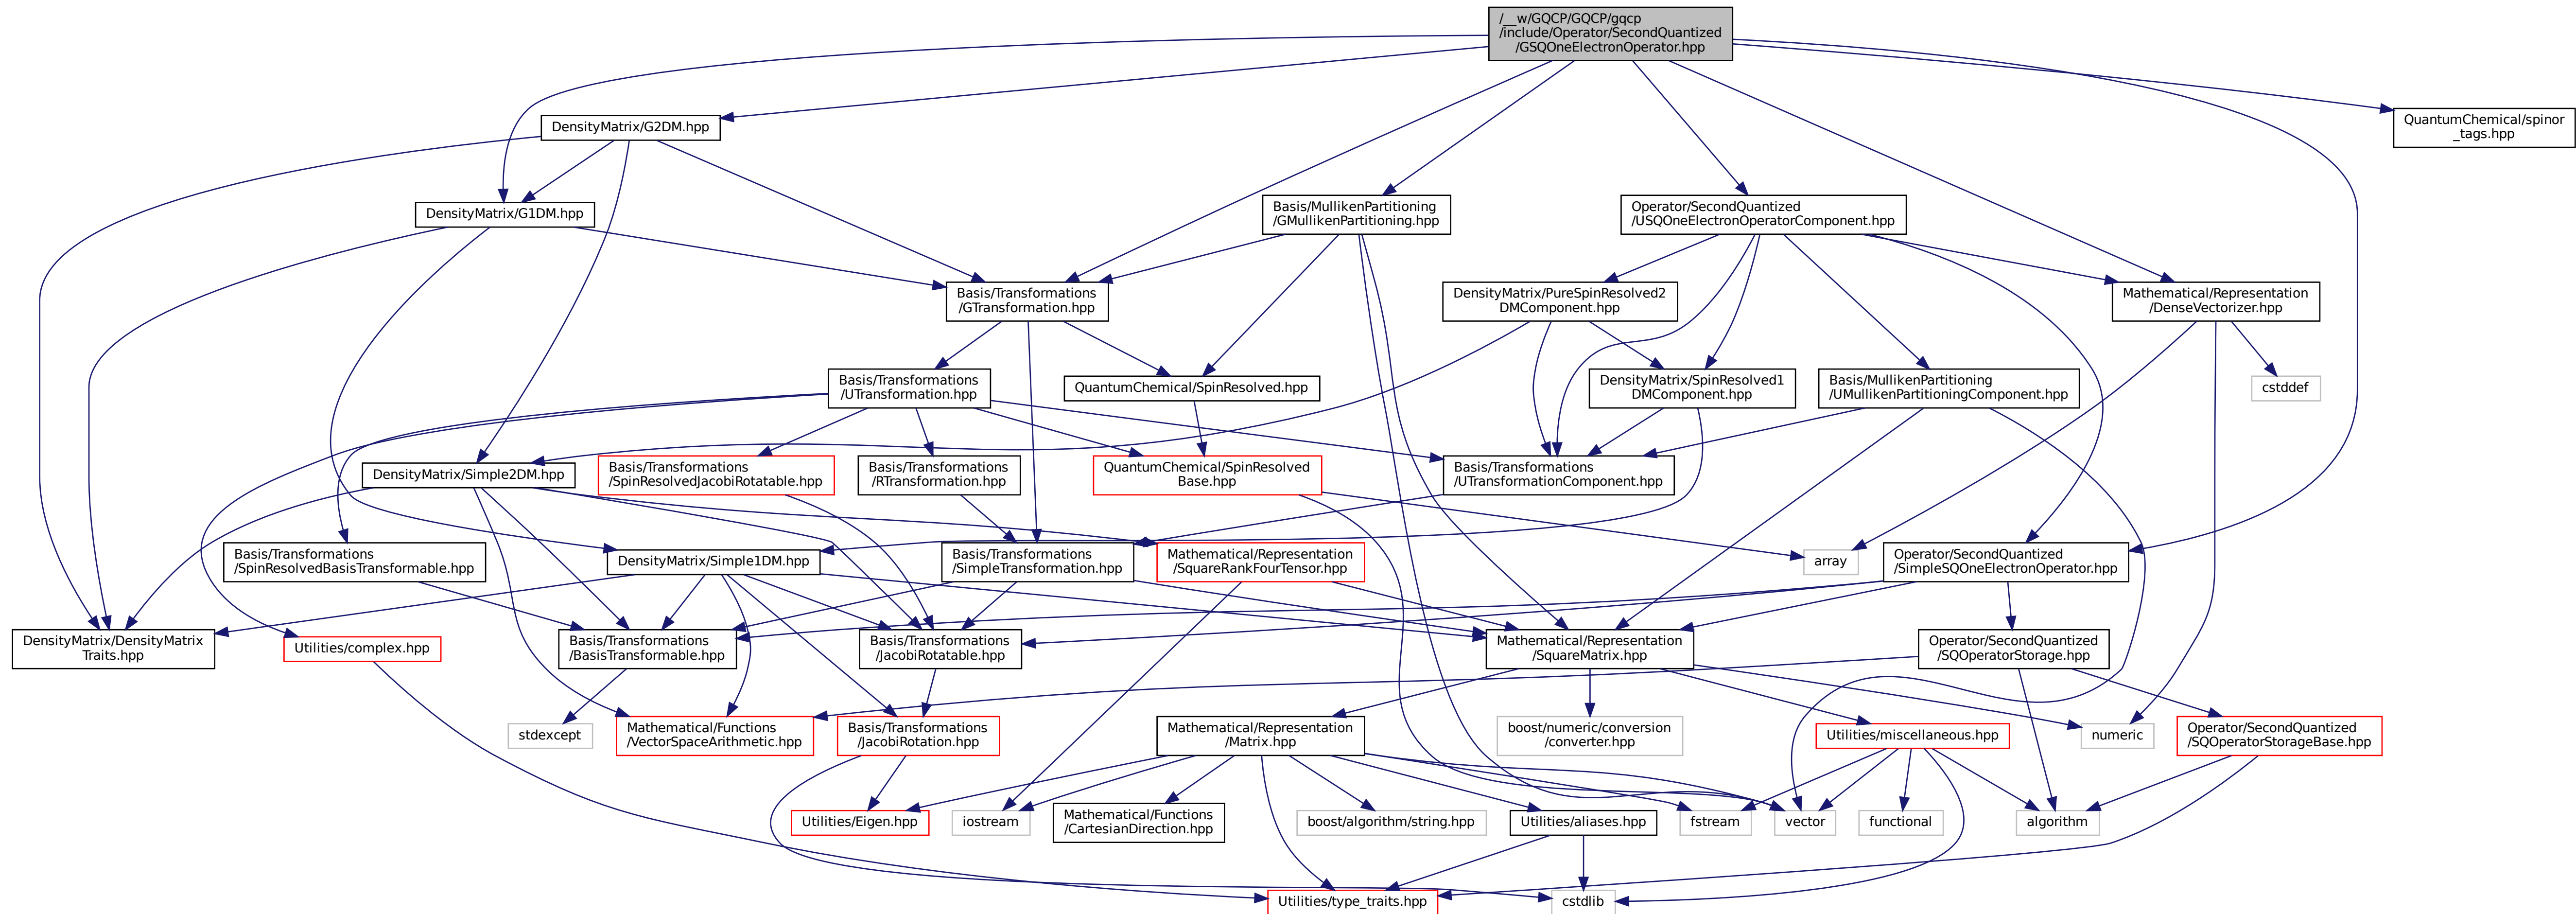 /__w/GQCP/GQCP/gqcp
/include/Operator/SecondQuantized
/GSQOneElectronOperator.hpp
QuantumChemical/spinor
_tags.hpp
DensityMatrix/G2DM.hpp
DensityMatrix/G1DM.hpp
Basis/MullikenPartitioning
/GMullikenPartitioning.hpp
Operator/SecondQuantized
/USQOneElectronOperatorComponent.hpp
Basis/Transformations
/GTransformation.hpp
DensityMatrix/PureSpinResolved2
DMComponent.hpp
Mathematical/Representation
/DenseVectorizer.hpp
Basis/Transformations
/UTransformation.hpp
QuantumChemical/SpinResolved.hpp
DensityMatrix/SpinResolved1
DMComponent.hpp
Basis/MullikenPartitioning
/UMullikenPartitioningComponent.hpp
cstddef
DensityMatrix/Simple2DM.hpp
Basis/Transformations
/SpinResolvedJacobiRotatable.hpp
Basis/Transformations
/RTransformation.hpp
QuantumChemical/SpinResolved
Base.hpp
Basis/Transformations
/UTransformationComponent.hpp
Basis/Transformations
/SpinResolvedBasisTransformable.hpp
DensityMatrix/Simple1DM.hpp
Basis/Transformations
/SimpleTransformation.hpp
Mathematical/Representation
/SquareRankFourTensor.hpp
array
Operator/SecondQuantized
/SimpleSQOneElectronOperator.hpp
DensityMatrix/DensityMatrix
Traits.hpp
Utilities/complex.hpp
Basis/Transformations
/BasisTransformable.hpp
Basis/Transformations
/JacobiRotatable.hpp
Mathematical/Representation
/SquareMatrix.hpp
Operator/SecondQuantized
/SQOperatorStorage.hpp
stdexcept
Mathematical/Functions
/VectorSpaceArithmetic.hpp
Basis/Transformations
/JacobiRotation.hpp
Mathematical/Representation
/Matrix.hpp
boost/numeric/conversion
/converter.hpp
Utilities/miscellaneous.hpp
numeric
Operator/SecondQuantized
/SQOperatorStorageBase.hpp
Utilities/Eigen.hpp
iostream
Mathematical/Functions
/CartesianDirection.hpp
boost/algorithm/string.hpp
Utilities/aliases.hpp
fstream
vector
functional
algorithm
Utilities/type_traits.hpp
cstdlib